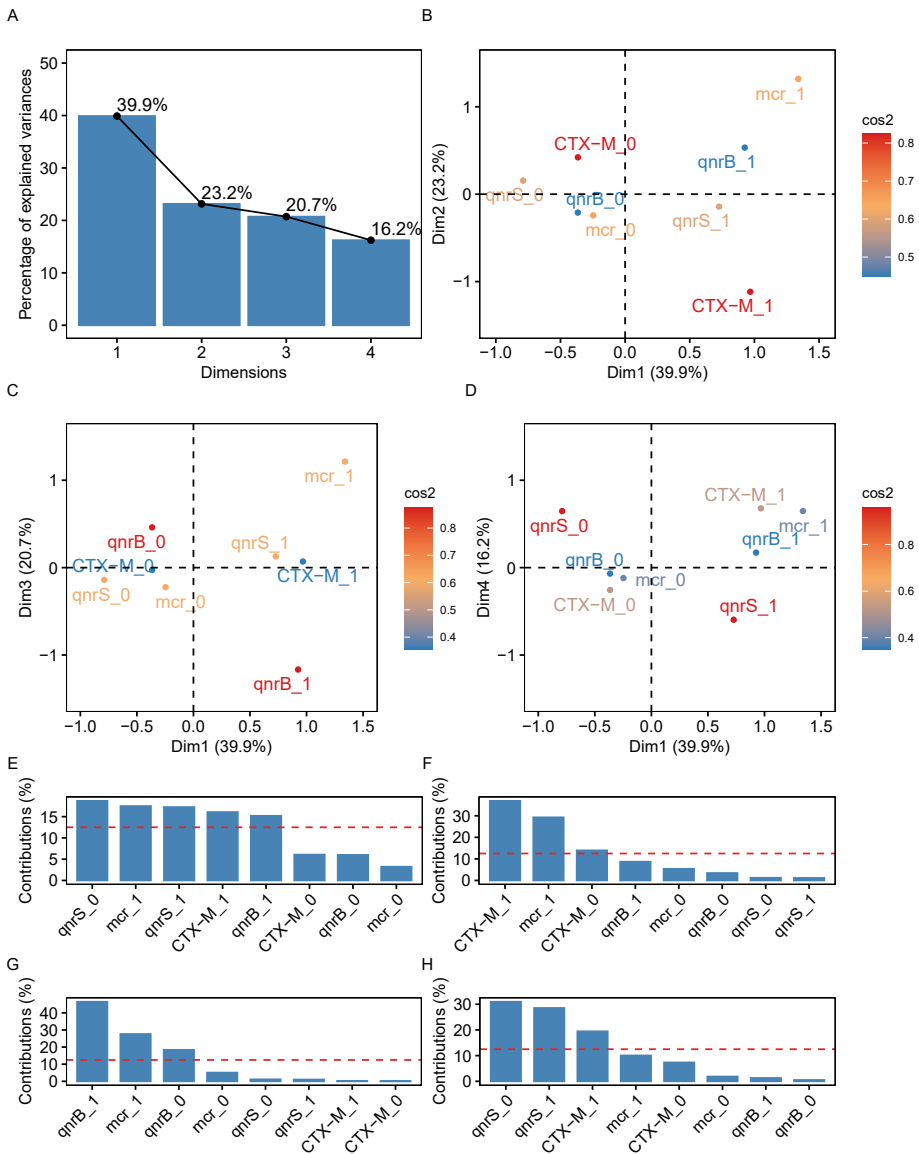 A
Percentage of explained variances
50
40
30
20
10
0
39.9%
23.2%
20.7%
16.2%
1 2 3 4
Dimensions
B
Dim2 (23.2%)
1
0
−1
mcr_1
CTX−M_0
qnrB_1
qnrS_0
qnrB_0
mcr_0
qnrS_1
CTX−M_1
−1.0 −0.5 0.0 0.5 1.0 1.5
Dim1 (39.9%)
cos2
0.8
0.7
0.6
0.5
C
Dim3 (20.7%)
1
0
−1
mcr_1
qnrB_0
qnrS_1
CTX−M_0
CTX−M_1
qnrS_0
mcr_0
qnrB_1
−1.0 −0.5 0.0 0.5 1.0 1.5
Dim1 (39.9%)
cos2
0.8
0.7
0.6
0.5
0.4
D
Dim4 (16.2%)
1
0
−1
CTX−M_1
qnrS_0
mcr_1
qnrB_1
qnrB_0
mcr_0
CTX−M_0
qnrS_1
−1.0 −0.5 0.0 0.5 1.0 1.5
Dim1 (39.9%)
cos2
0.8
0.6
0.4
E
Contributions (%)
15
10
5
0
qnrS_0 mcr_1 qnrS_1 CTX−M_1 qnrB_1 CTX−M_0 qnrB_0 mcr_0
F
Contributions (%)
30
20
10
0
CTX−M_1 mcr_1 CTX−M_0 qnrB_1 mcr_0 qnrB_0 qnrS_0 qnrS_1
G
Contributions (%)
40
30
20
10
0
qnrB_1 mcr_1 qnrB_0 mcr_0 qnrS_0 qnrS_1 CTX−M_1 CTX−M_0
H
Contributions (%)
30
20
10
0
qnrS_0 qnrS_1 CTX−M_1 mcr_1 CTX−M_0 mcr_0 qnrB_1 qnrB_0